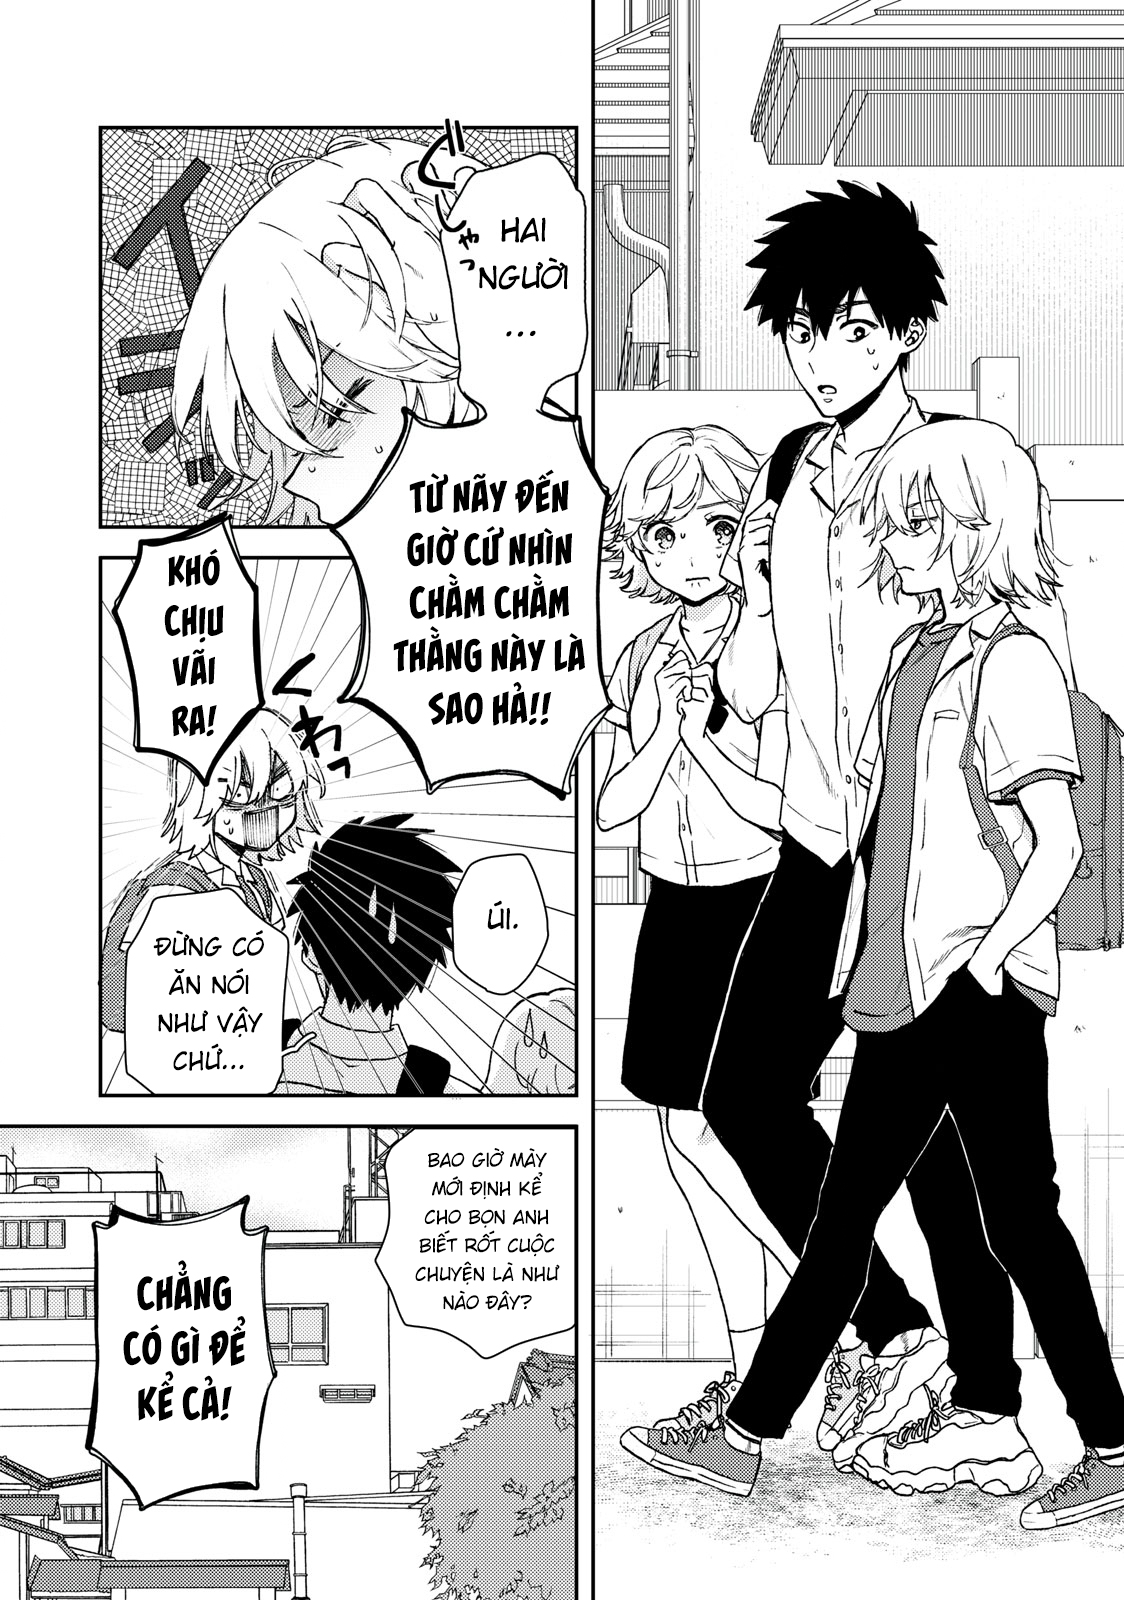 HAI
NGƯỜI
...
TỪ NÃY ĐẾN
GIỜ CỨ NHÌN
CHẰM CHẰM
THẰNG NÀY LÀ
SAO HẢ!!
KHÓ
CHỊU
VÃI
RA!
ÚI.
ĐỪNG CÓ
ĂN NÓI
NHƯ VẬY
CHỨ...
BAO GIỜ MÀY
MỚI ĐỊNH KỂ
CHO BỌN ANH
BIẾT RỐT CUỘC
CHUYỆN LÀ NHƯ
NÀO ĐÂY?
CHẲNG
CÓ GÌ ĐỂ
KỂ CẢ!